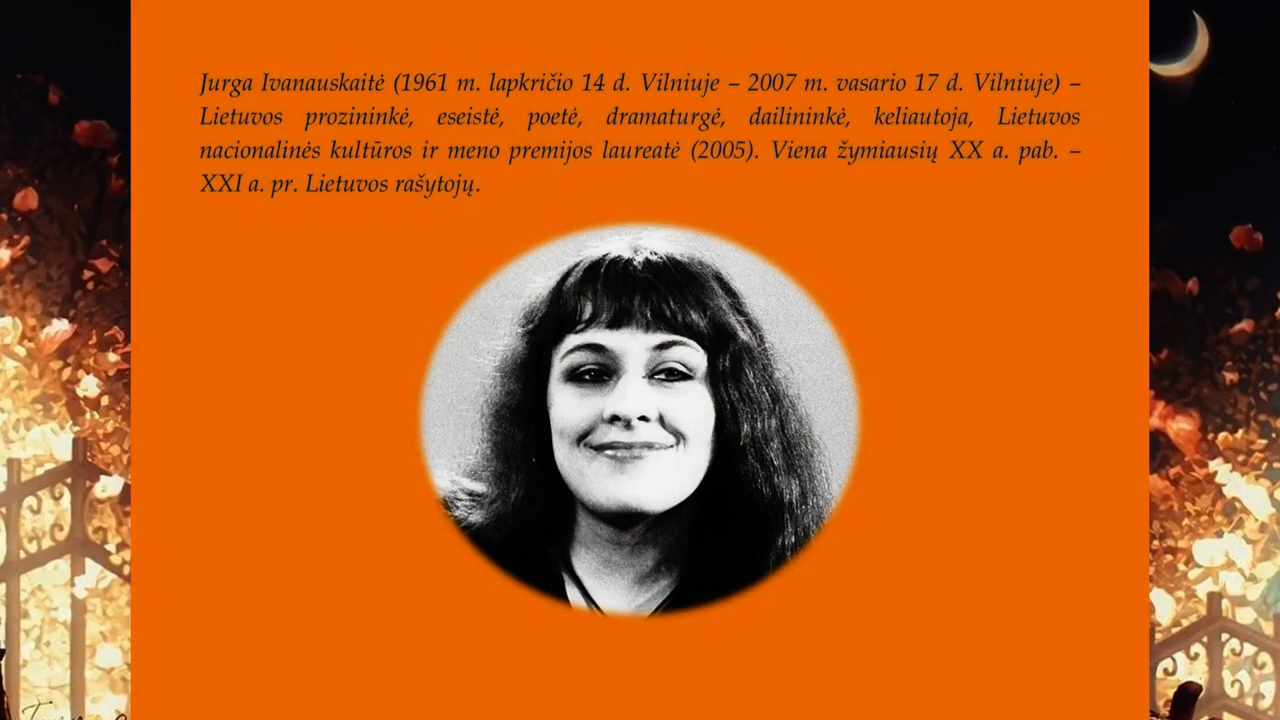 Jurga Ivanauskaitė (1961 m. lapkričio 14 d. Vilniuje – 2007 m. vasario 17 d. Vilniuje) –
Lietuvos prozininkė, eseistė, poetė, dramaturgė, dailininkė, keliautoja, Lietuvos
nacionalinės kultūros ir meno premijos laureatė (2005). Viena žymiausių XX a. pab. –
XXI a. pr. Lietuvos rašytojų.